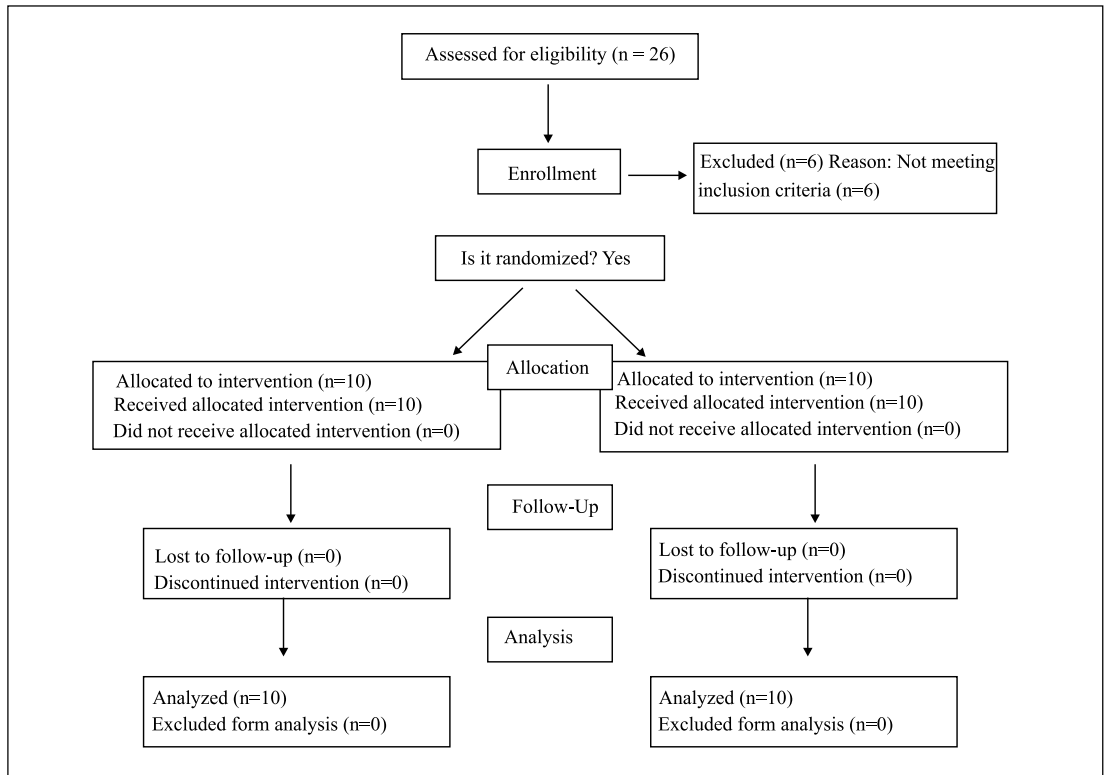 Assessed for eligibility (n = 26)
Enrollment
Excluded (n=6) Reason: Not meeting
inclusion criteria (n=6)
Is it randomized? Yes
Allocation
Allocated to intervention (n=10)
Received allocated intervention (n=10)
Did not receive allocated intervention (n=0)
Allocated to intervention (n=10)
Received allocated intervention (n=10)
Did not receive allocated intervention (n=0)
Follow-Up
Lost to follow-up (n=0)
Discontinued intervention (n=0)
Lost to follow-up (n=0)
Discontinued intervention (n=0)
Analysis
Analyzed (n=10)
Excluded form analysis (n=0)
Analyzed (n=10)
Excluded form analysis (n=0)